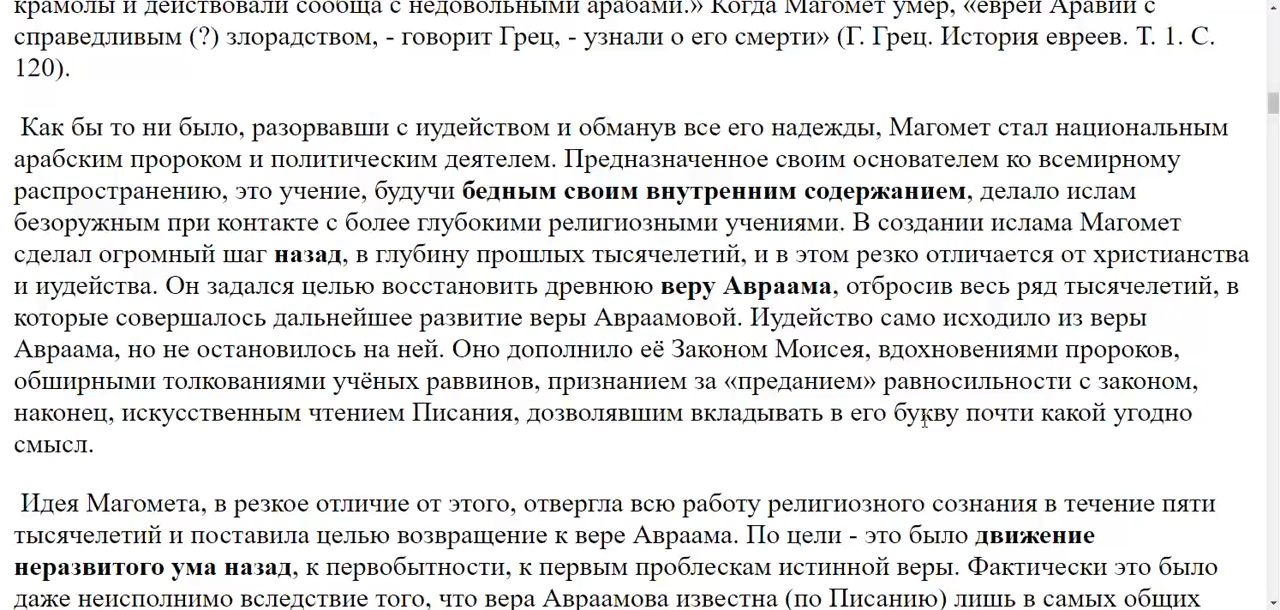 крамолы и действовали сообща с недовольными арабами.» Когда Магомет умер, «евреи Аравии с
справедливым (?) злорадством, - говорит Грец, - узнали о его смерти» (Г. Грец. История евреев. Т. 1. С.
120).
Как бы то ни было, разорвавши с иудейством и обманув все его надежды, Магомет стал национальным
арабским пророком и политическим деятелем. Предназначенное своим основателем ко всемирному
распространению, это учение, будучи бедным своим внутренним содержанием, делало ислам
безоружным при контакте с более глубокими религиозными учениями. В создании ислама Магомет
сделал огромный шаг назад, в глубину прошлых тысячелетий, и в этом резко отличается от христианства
и иудейства. Он задался целью восстановить древнюю веру Авраама, отбросив весь ряд тысячелетий, в
которые совершалось дальнейшее развитие веры Авраамовой. Иудейство само исходило из веры
Авраама, но не остановилось на ней. Оно дополнило её Законом Моисея, вдохновениями пророков,
обширными толкованиями учёных раввинов, признанием за «преданием» равносильности с законом,
наконец, искусственным чтением Писания, дозволявшим вкладывать в его букву почти какой угодно
смысл.
Идея Магомета, в резкое отличие от этого, отвергла всю работу религиозного сознания в течение пяти
тысячелетий и поставила целью возвращение к вере Авраама. По цели - это было движение
неразвитого ума назад, к первобытности, к первым проблескам истинной веры. Фактически это было
даже неисполнимо вследствие того, что вера Авраамова известна (по Писанию) лишь в самых общих